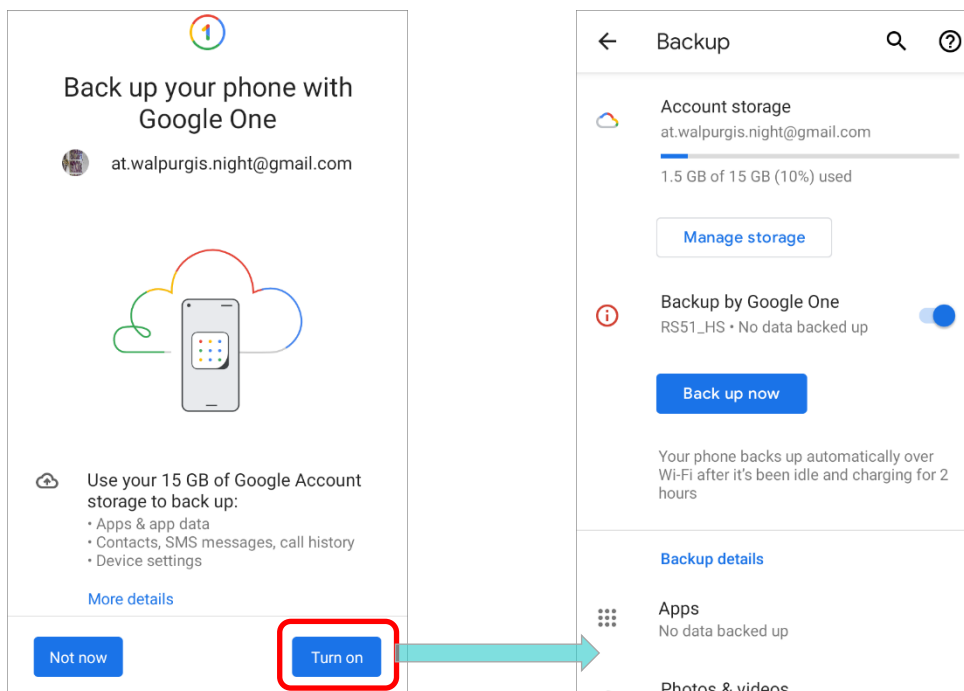 1
Back up your phone with
Google One
at.walpurgis.night@gmail.com
Use your 15 GB of Google Account
storage to back up:
• Apps & app data
• Contacts, SMS messages, call history
• Device settings
More details
Not now
Turn on
Backup
Account storage
at.walpurgis.night@gmail.com
1.5 GB of 15 GB (10%) used
Manage storage
Backup by Google One
RS51_HS • No data backed up
Back up now
Your phone backs up automatically over
Wi-Fi after it's been idle and charging for 2
hours
Backup details
Apps
No data backed up
Photos & videos